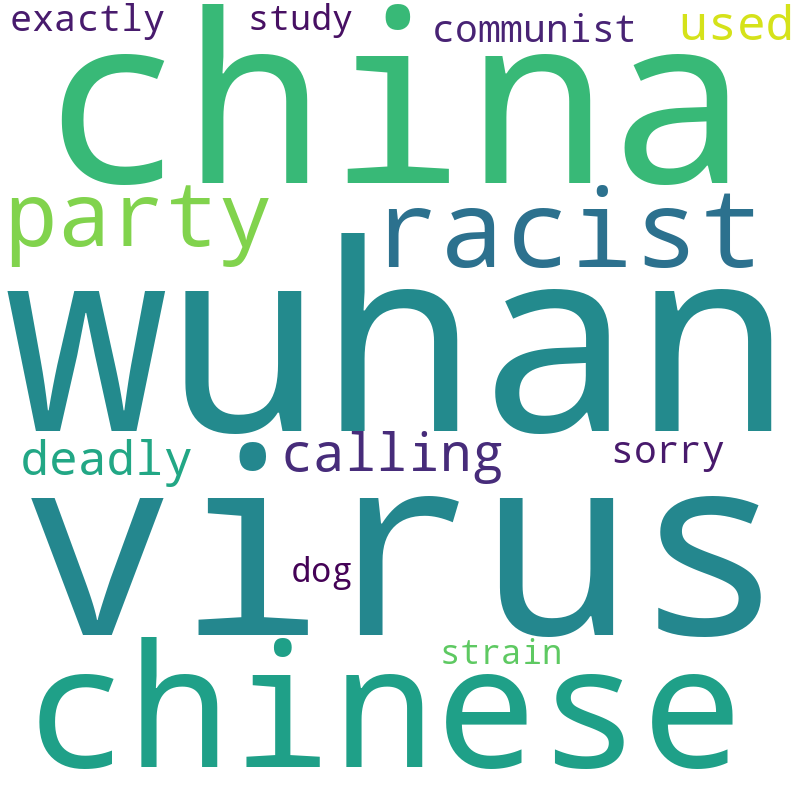 exactly study communist used
china
party racist
wuhan
deadly calling sorry
virus
dog
strain
chinese